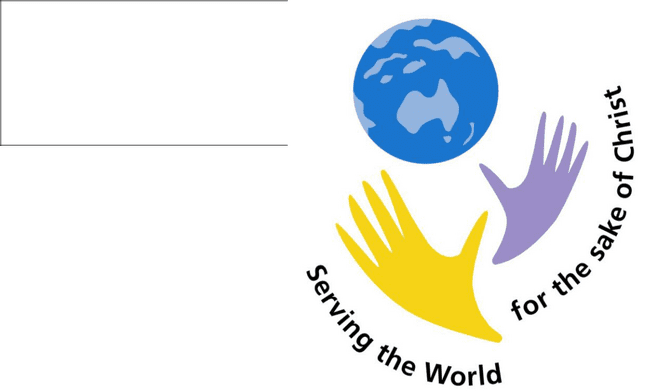 Serving the World
for the sake of Christ